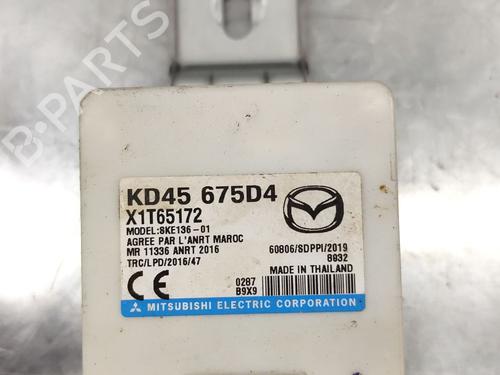 B-PARTS
KD45 675D4
X1T65172
MODEL:8KE136-01
AGREE PAR L'ANRT MAROC
MR 11336 ANRT 2016
TRC/LPD/2016/47
60806/SDPPI/2019
8832
MADE IN THAILAND
0287
B9X9
CE
MITSUBISHI ELECTRIC CORPORATION